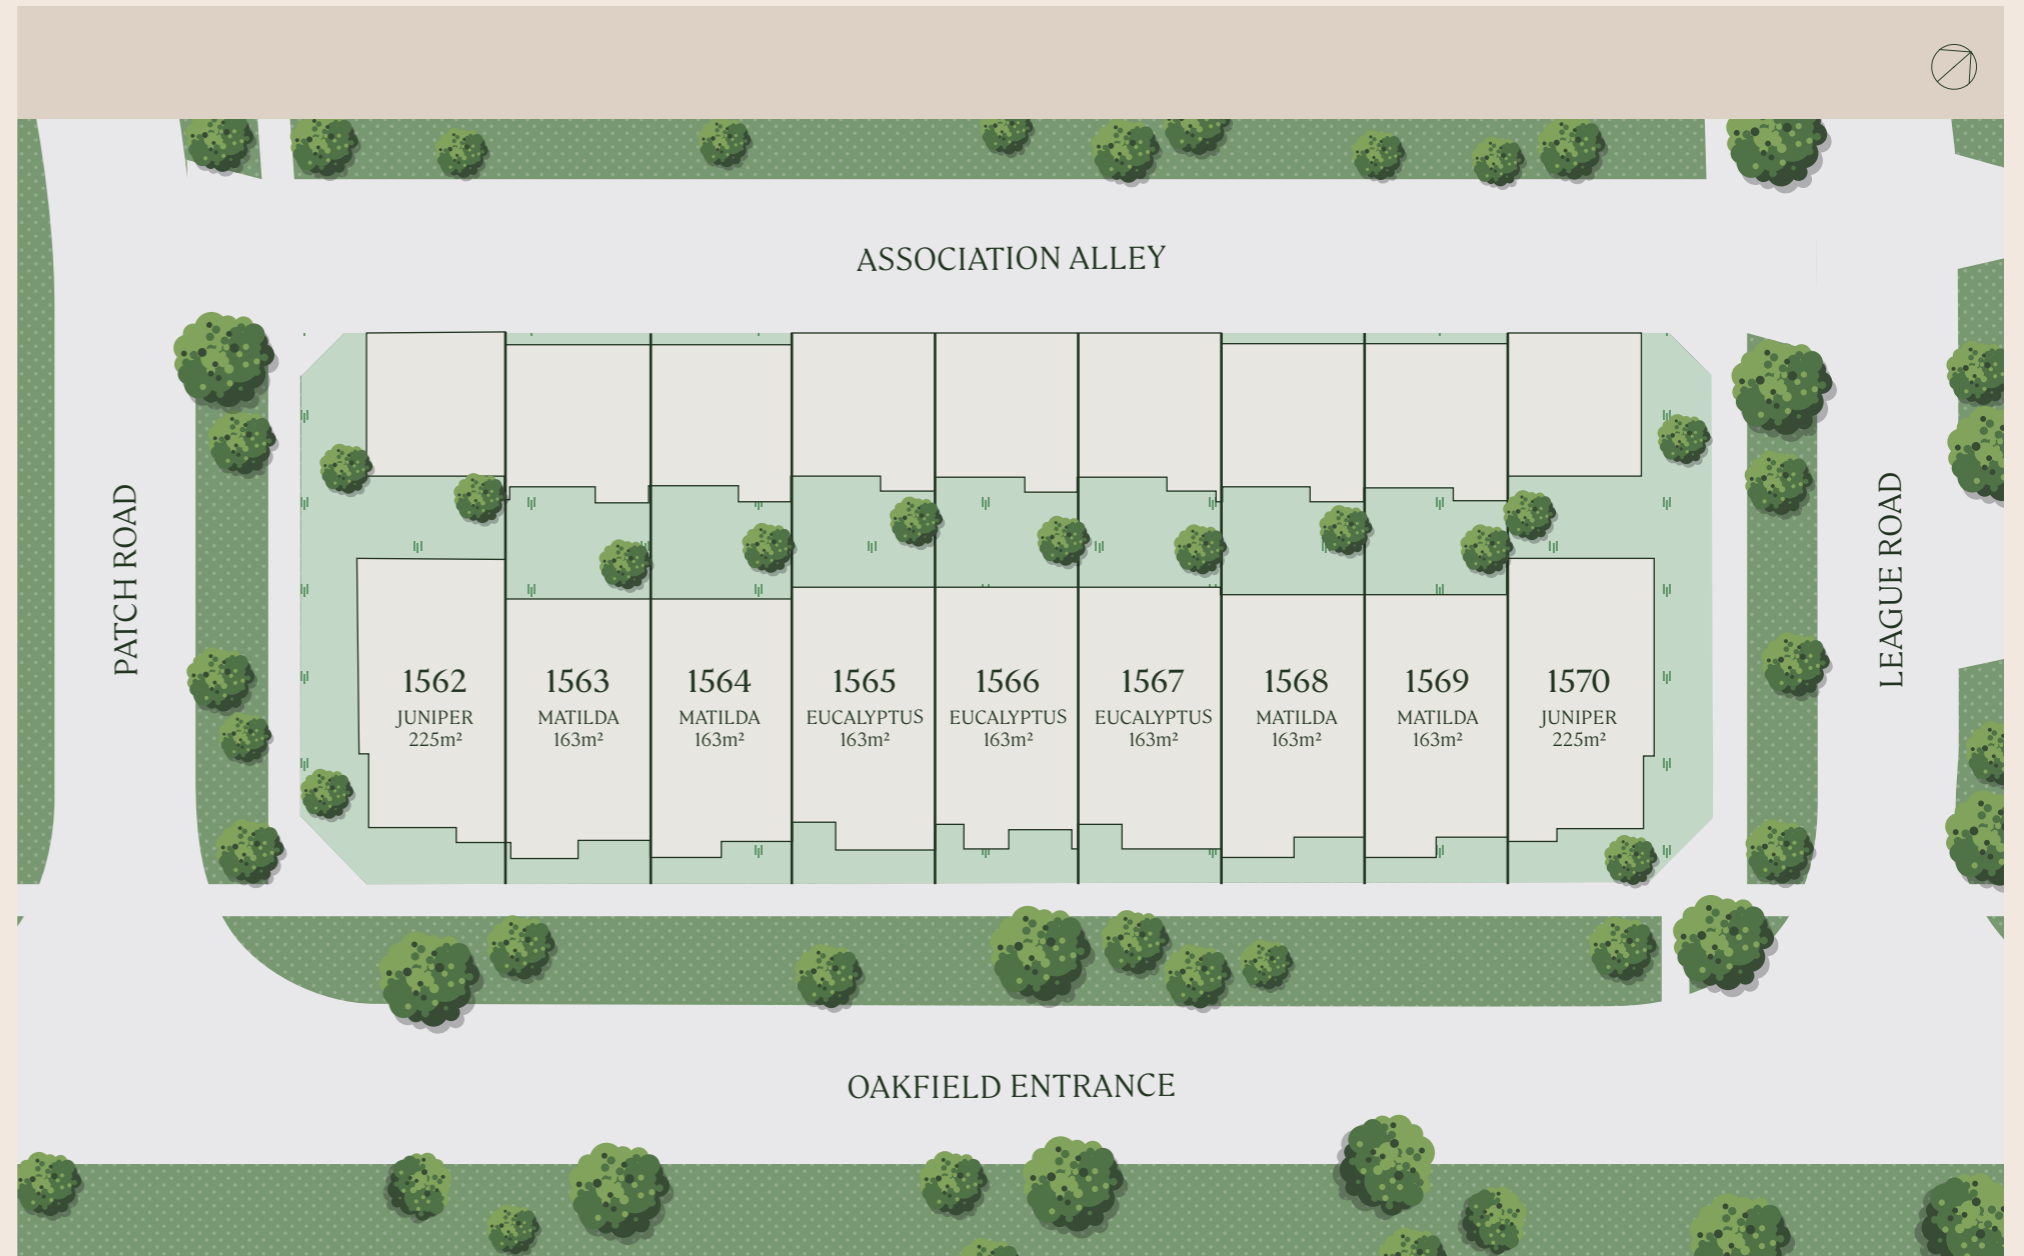 ASSOCIATION ALLEY
PATCH ROAD
LEAGUE ROAD
1562
JUNIPER
225m²
1563
MATILDA
163m²
1564
MATILDA
163m²
1565
EUCALYPTUS
163m²
1566
EUCALYPTUS
163m²
1567
EUCALYPTUS
163m²
1568
MATILDA
163m²
1569
MATILDA
163m²
1570
JUNIPER
225m²
OAKFIELD ENTRANCE